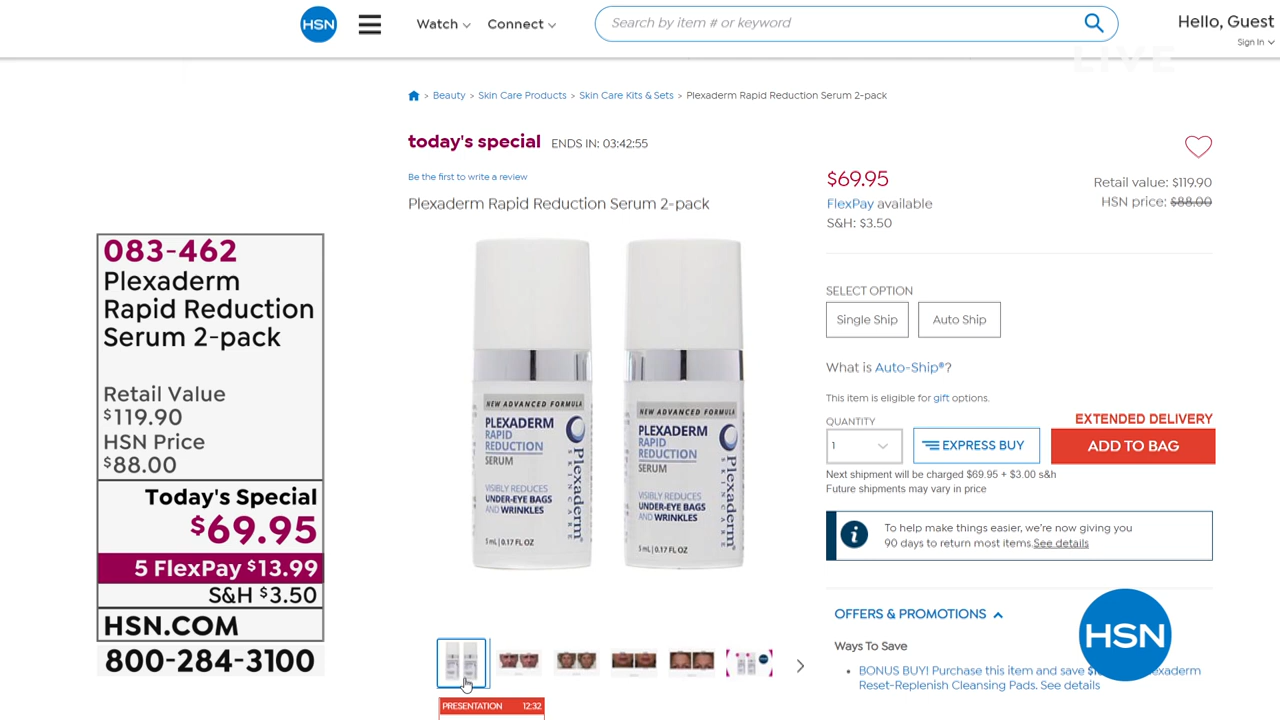 HSN
Watch
Connect
Search by item # or keyword
Hello, Guest
Sign In
LIVE
> Beauty > Skin Care Products > Skin Care Kits & Sets > Plexaderm Rapid Reduction Serum 2-pack
today's special ENDS IN: 03:42:55
Be the first to write a review
Plexaderm Rapid Reduction Serum 2-pack
083-462
Plexaderm
Rapid Reduction
Serum 2-pack
Retail Value
$119.90
HSN Price
$88.00
Today's Special
$69.95
5 FlexPay $13.99
S&H $3.50
HSN.COM
800-284-3100
NEW ADVANCED FORMULA
PLEXADERM
RAPID
REDUCTION
SERUM
VISIBLY REDUCES
UNDER-EYE BAGS
AND WRINKLES
5 mL | 0.17 FL OZ
Plexaderm
SKINCARE
NEW ADVANCED FORMULA
PLEXADERM
RAPID
REDUCTION
SERUM
VISIBLY REDUCES
UNDER-EYE BAGS
AND WRINKLES
5 mL | 0.17 FL OZ
Plexaderm
SKINCARE
PRESENTATION 12:32
$69.95
FlexPay available
S&H: $3.50
Retail value: $119.90
HSN price: $88.00
SELECT OPTION
Single Ship
Auto Ship
What is Auto-Ship®?
This item is eligible for gift options.
QUANTITY
1
EXPRESS BUY
EXTENDED DELIVERY
ADD TO BAG
Next shipment will be charged $69.95 + $3.00 s&h
Future shipments may vary in price
To help make things easier, we're now giving you
90 days to return most items.See details
OFFERS & PROMOTIONS
Ways To Save
• BONUS BUY! Purchase this item and save
Reset-Replenish Cleansing Pads. See details
HSN